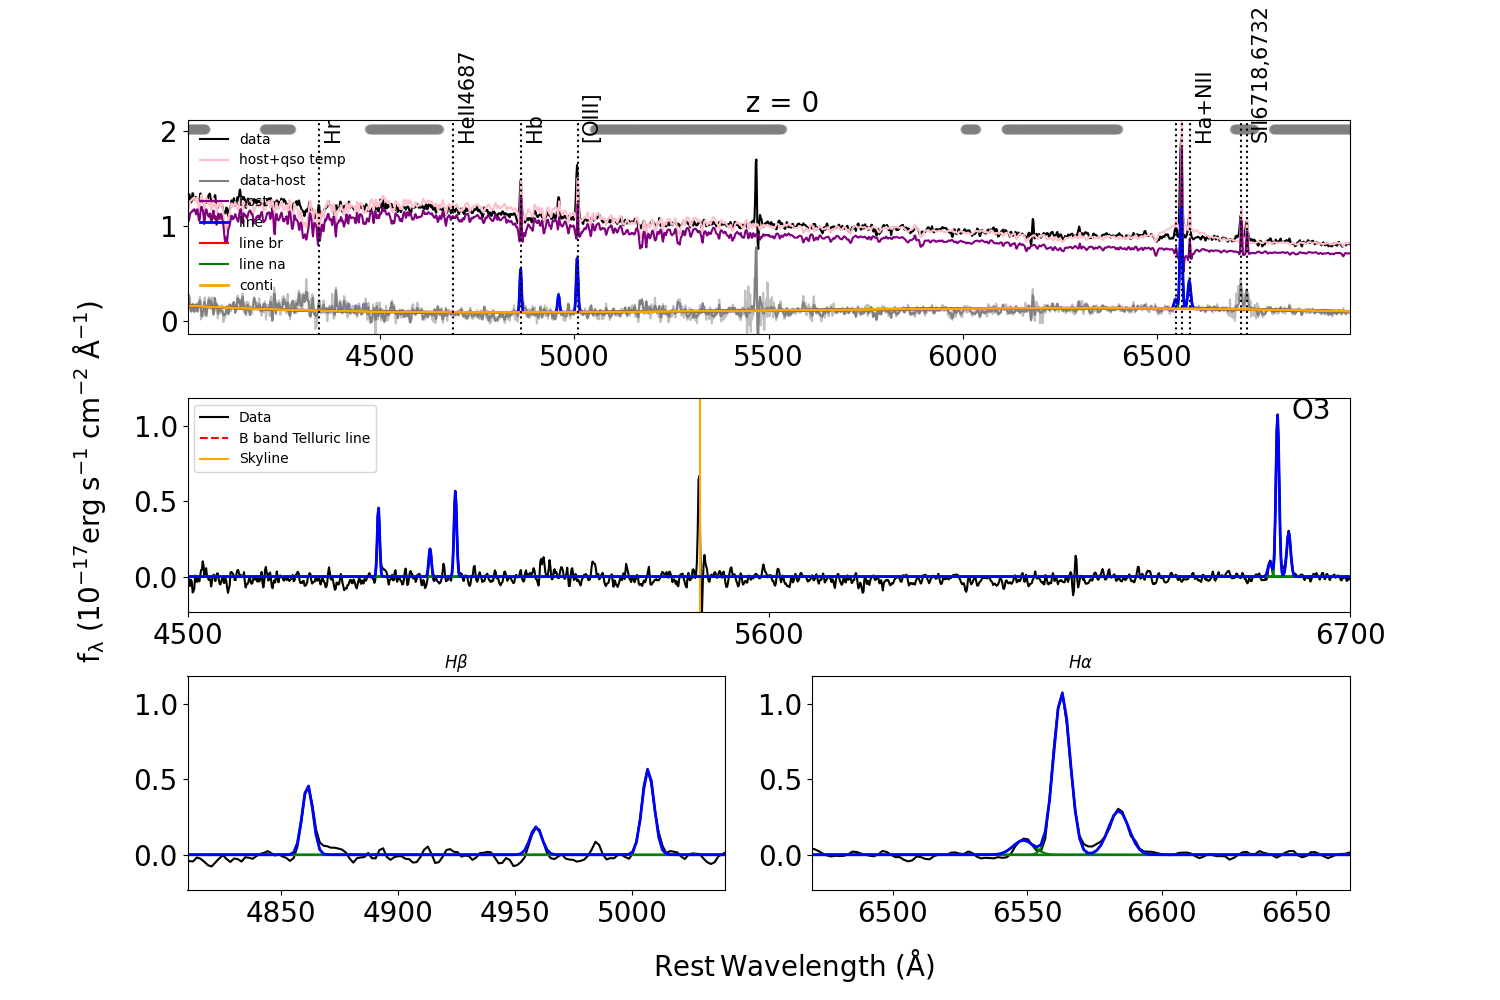 SII6718,6732
HeII4687
Ha+NII
z = 0
Hr
Hb
[OIII]
data
host+qso temp
data-host
host
line
line br
line na
conti
2
1
0
4500
5000
5500
6000
6500
fλ (10−17erg s−1 cm−2 Å−1)
O3
Data
B band Telluric line
Skyline
1.0
0.5
0.0
4500
5600
6700
Hβ
1.0
0.5
0.0
4850
4900
4950
5000
Hα
1.0
0.5
0.0
6500
6550
6600
6650
Rest Wavelength (Å)